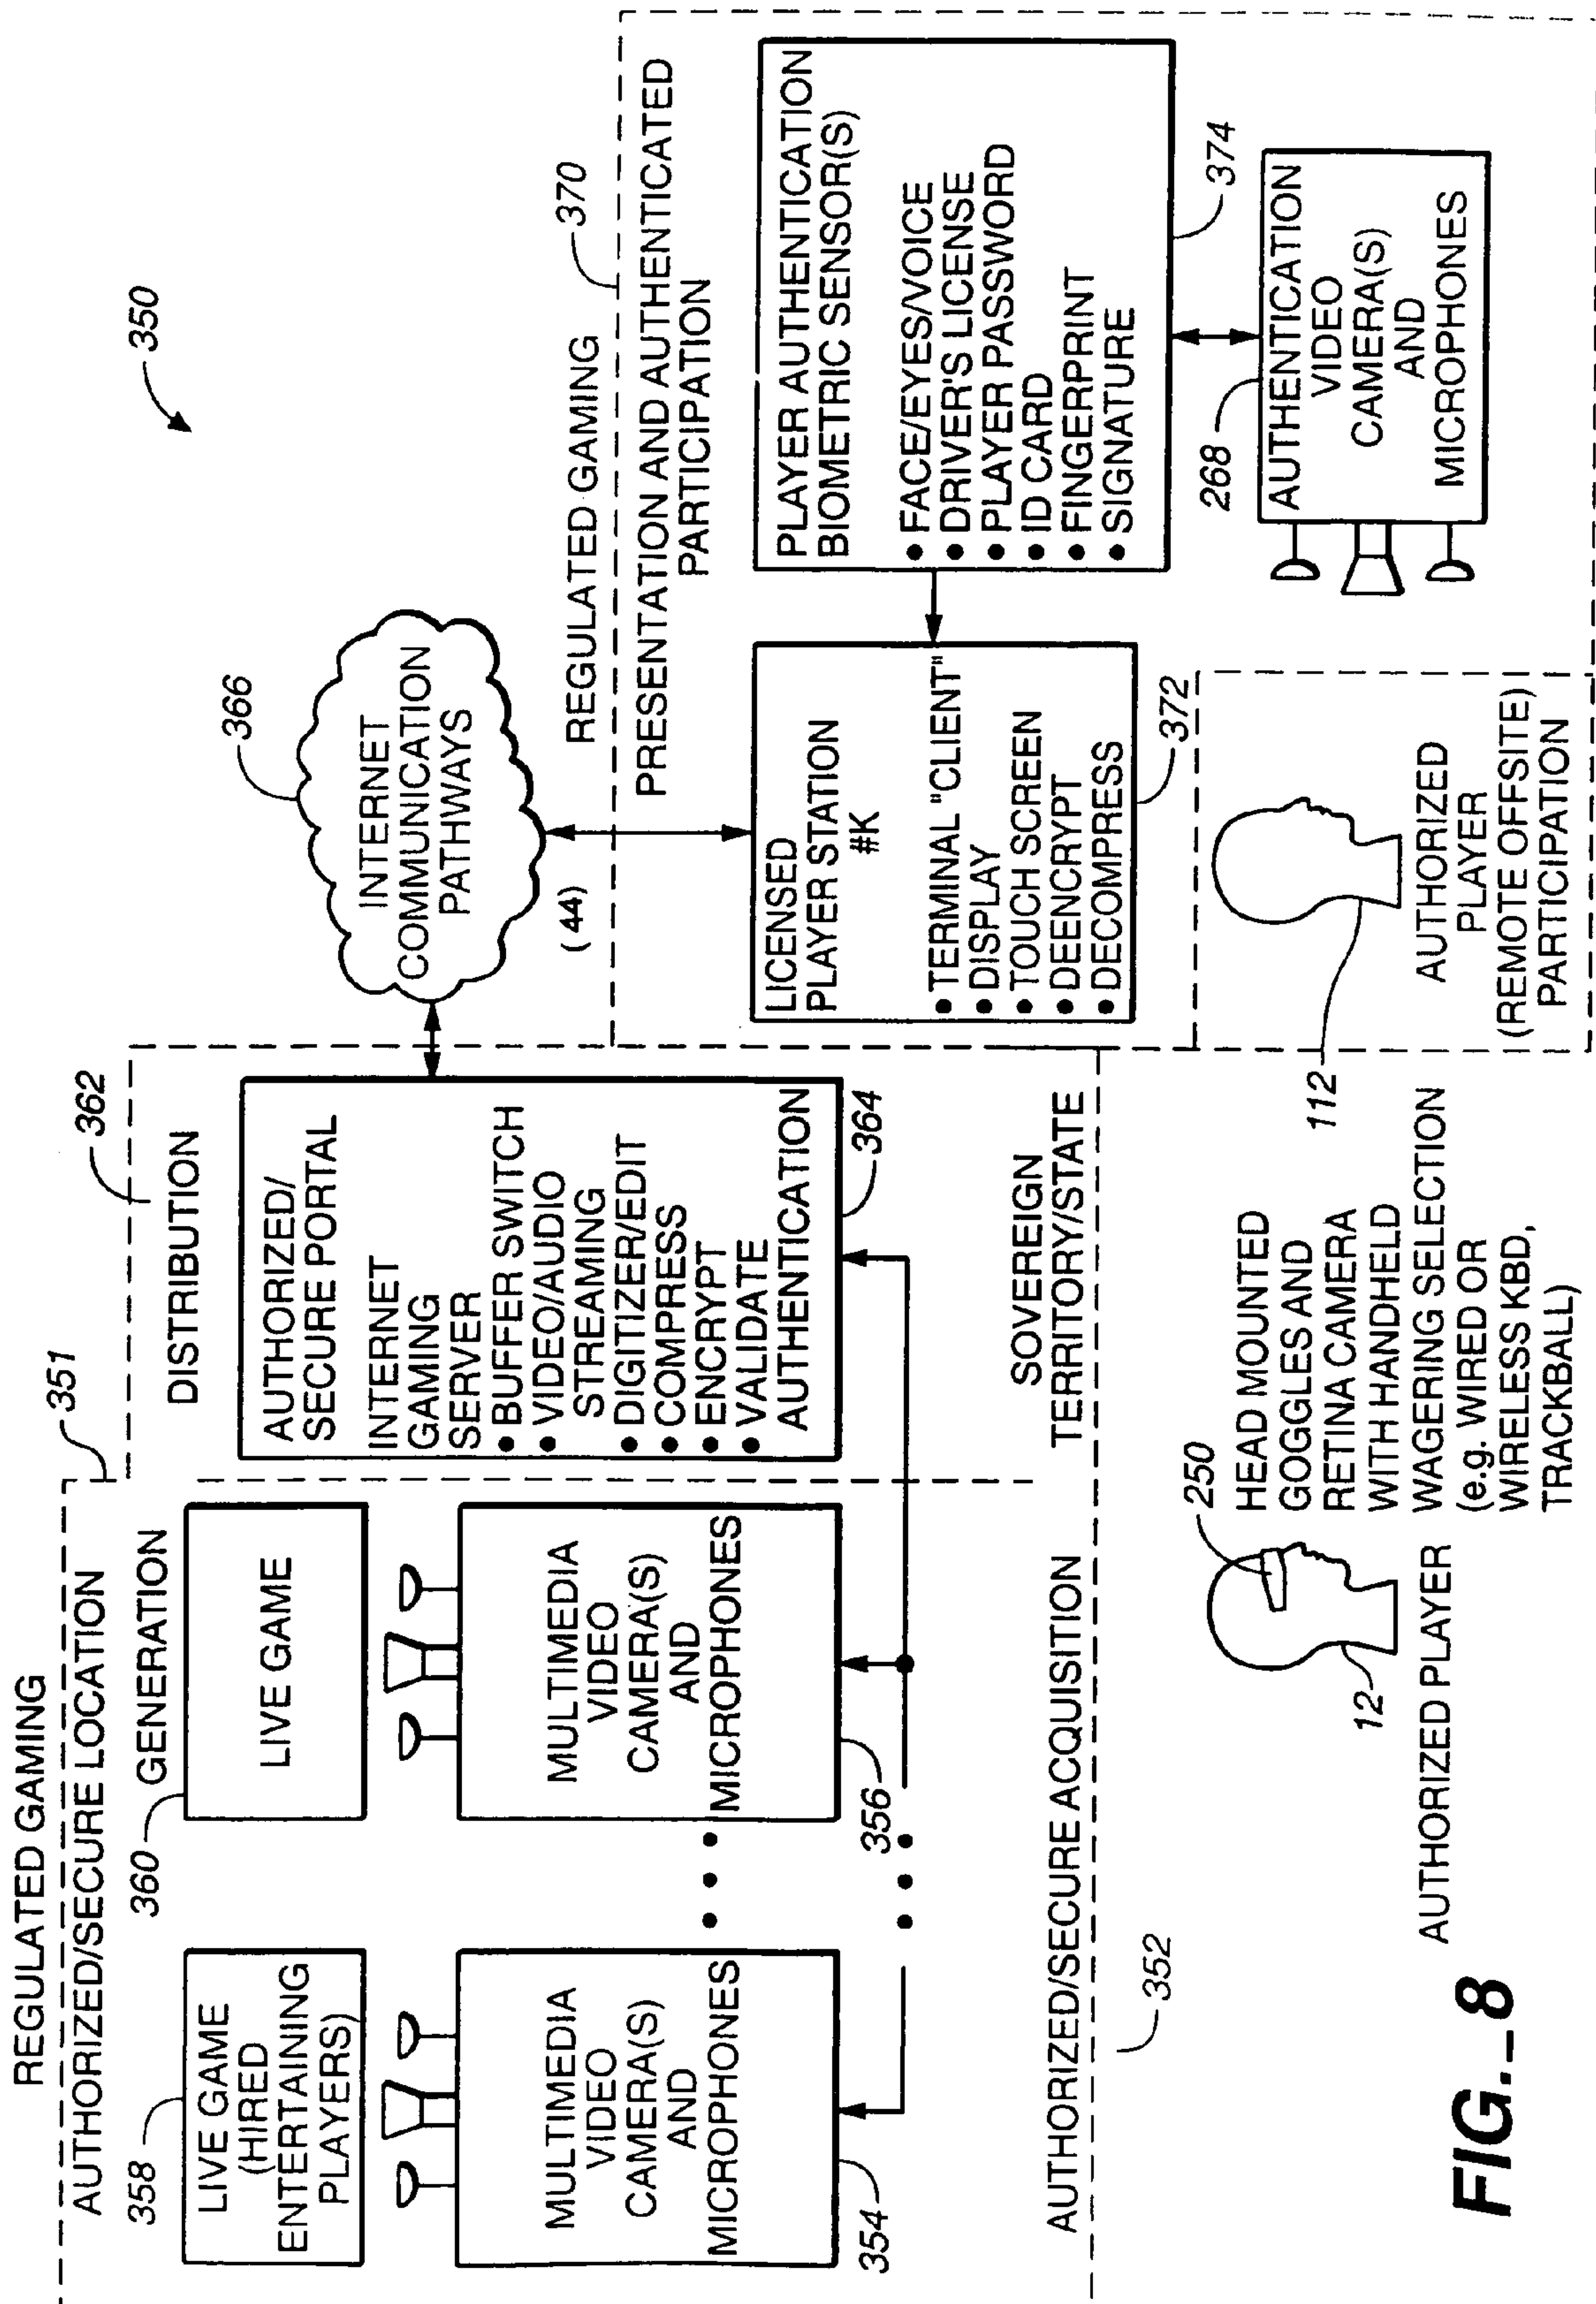 350
REGULATED GAMING
AUTHORIZED/SECURE LOCATION
351
GENERATION
360
LIVE GAME
358
LIVE GAME
(HIRED
ENTERTAINING
PLAYERS)
MULTIMEDIA
VIDEO
CAMERA(S)
AND
MICROPHONES
354
MULTIMEDIA
VIDEO
CAMERA(S)
AND
MICROPHONES
356
AUTHORIZED/SECURE ACQUISITION
352
362
DISTRIBUTION
AUTHORIZED/
SECURE PORTAL
INTERNET
GAMING
SERVER
• BUFFER SWITCH
• VIDEO/AUDIO
STREAMING
• DIGITIZER/EDIT
• COMPRESS
• ENCRYPT
• VALIDATE
AUTHENTICATION
364
SOVEREIGN
TERRITORY/STATE
366
INTERNET
COMMUNICATION
PATHWAYS
(44)
REGULATED GAMING
370
PRESENTATION AND AUTHENTICATED
PARTICIPATION
LICENSED
PLAYER STATION
#K
• TERMINAL "CLIENT"
• DISPLAY
• TOUCH SCREEN
• DEENCRYPT
• DECOMPRESS
372
PLAYER AUTHENTICATION
BIOMETRIC SENSOR(S)
• FACE/EYES/VOICE
• DRIVER'S LICENSE
• PLAYER PASSWORD
• ID CARD
• FINGERPRINT
• SIGNATURE
374
268
AUTHENTICATION
VIDEO
CAMERA(S)
AND
MICROPHONES
112
AUTHORIZED
PLAYER
(REMOTE OFFSITE)
PARTICIPATION
250
HEAD MOUNTED
GOGGLES AND
RETINA CAMERA
WITH HANDHELD
WAGERING SELECTION
(e.g. WIRED OR
WIRELESS KBD,
TRACKBALL)
12
AUTHORIZED PLAYER
FIG._8